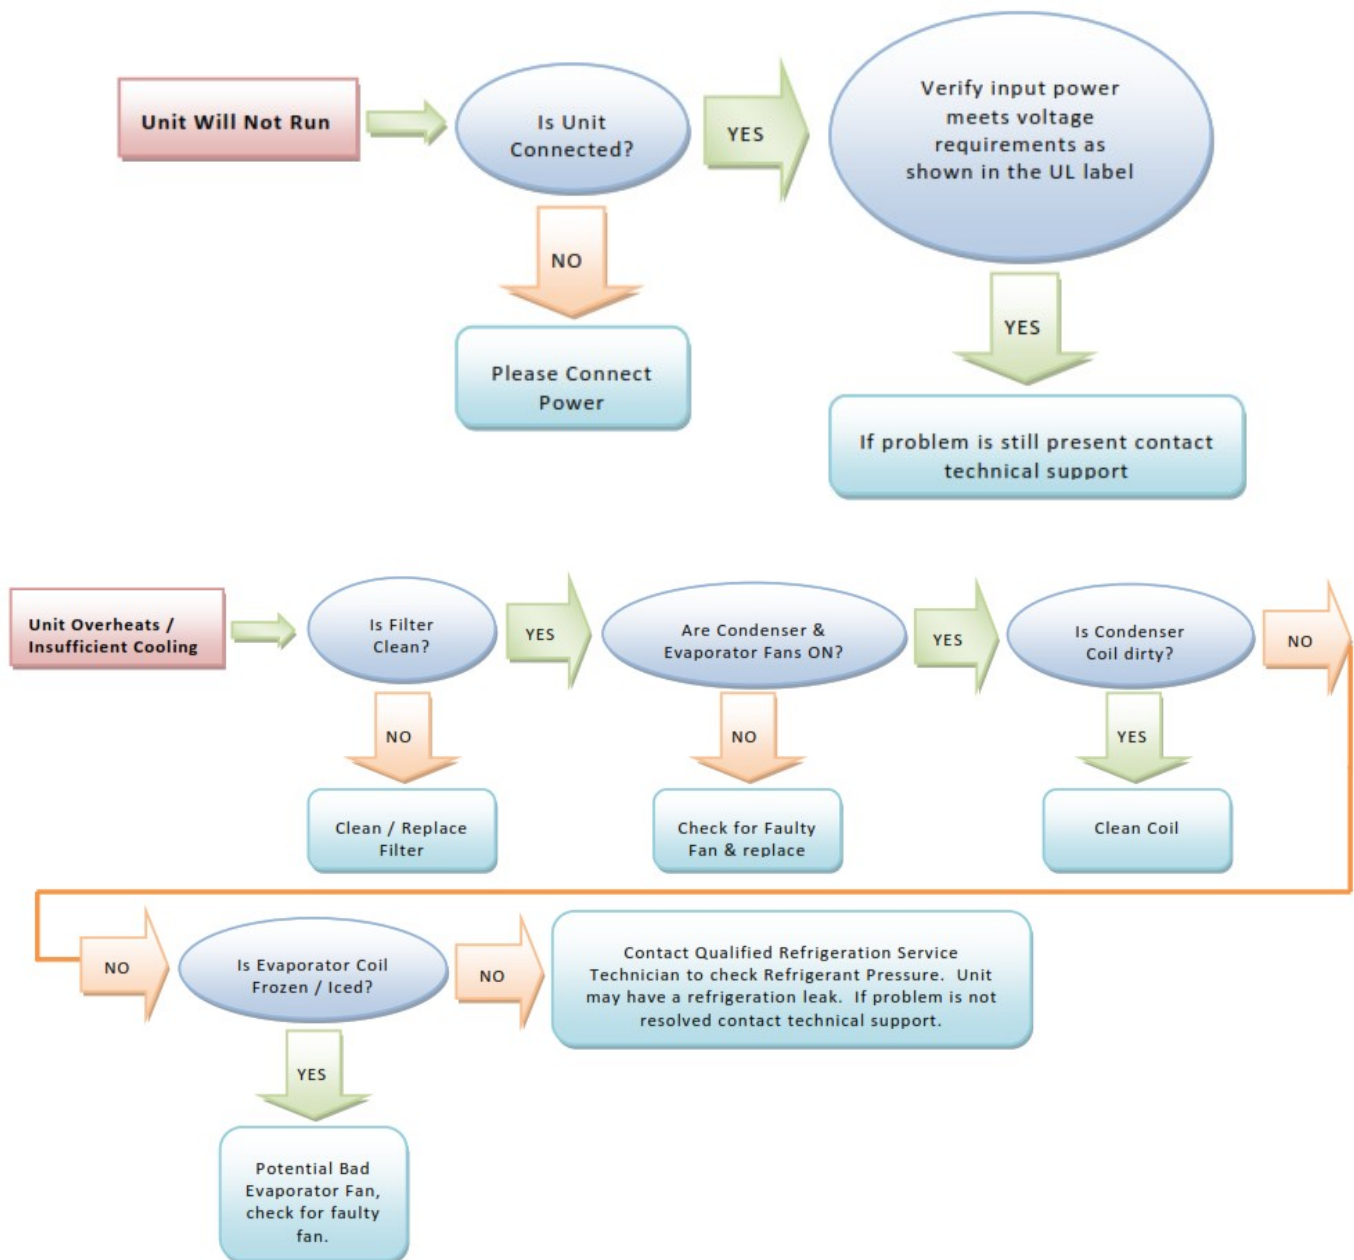 Unit Will Not Run
Is Unit
Connected?
YES
Verify input power
meets voltage
requirements as
shown in the UL label
NO
YES
Please Connect
Power
If problem is still present contact
technical support
Unit Overheats /
Insufficient Cooling
Is Filter
Clean?
YES
Are Condenser &
Evaporator Fans ON?
YES
Is Condenser
Coil dirty?
NO
NO
NO
YES
Clean / Replace
Filter
Check for Faulty
Fan & replace
Clean Coil
NO
Is Evaporator Coil
Frozen / Iced?
NO
Contact Qualified Refrigeration Service
Technician to check Refrigerant Pressure.  Unit
may have a refrigeration leak.  If problem is not
resolved contact technical support.
YES
Potential Bad
Evaporator Fan,
check for faulty
fan.